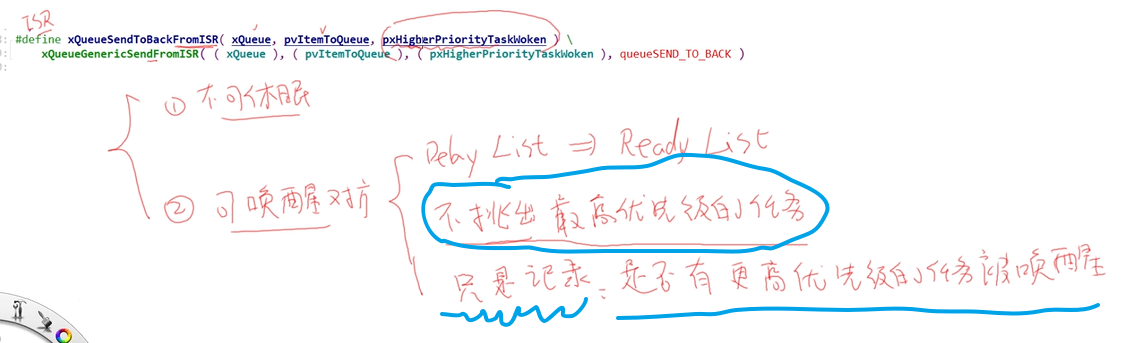 ISR
#define xQueueSendToBackFromISR( xQueue, pvItemToQueue, pxHigherPriorityTaskWoken ) \
xQueueGenericSendFromISR( ( xQueue ), ( pvItemToQueue ), ( pxHigherPriorityTaskWoken ), queueSEND_TO_BACK )
① 不可休眠
Delay List ⇒ Ready List
② 可唤醒对方
不挑出最高优先级的任务
只是记录: 是否有更高优先级的任务被唤醒